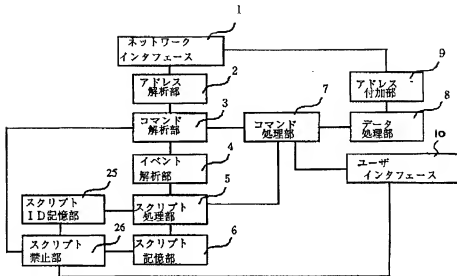 1
ネットワーク
インタフェース
2
アドレス
解析部
9
アドレス
付加部
3
コマンド
解析部
7
コマンド
処理部
8
データ
処理部
4
イベント
解析部
10
ユーザ
インタフェース
25
スクリプト
ID記憶部
5
スクリプト
処理部
26
スクリプト
禁止部
6
スクリプト
記憶部